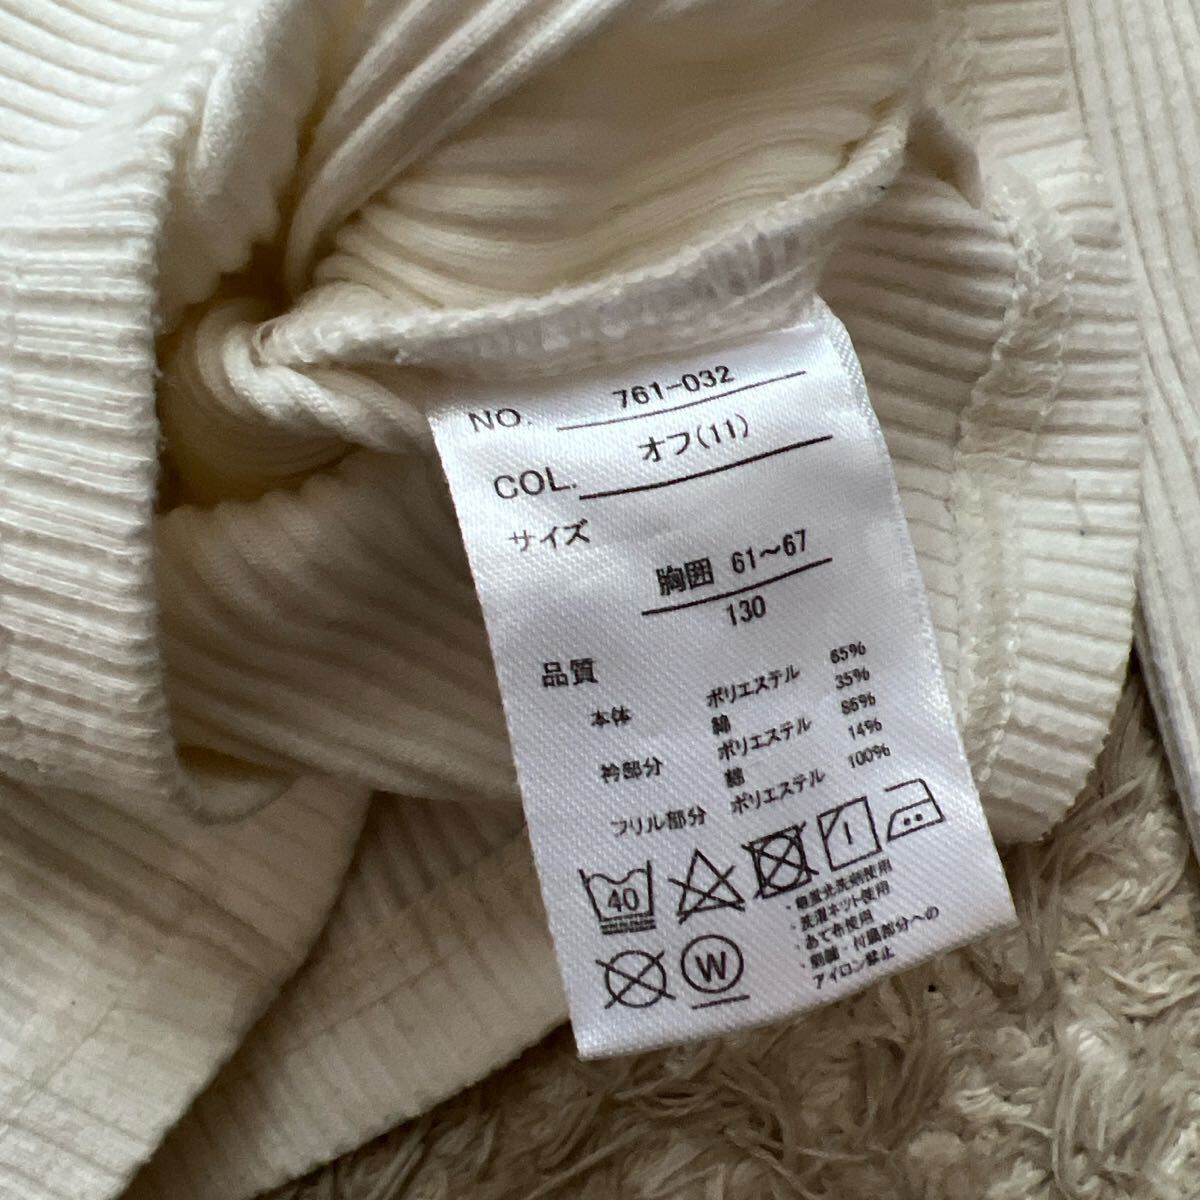 NO. 761-032
COL. オフ(11)
サイズ
胸囲 61~67
130
品質
本体 ポリエステル 65%
綿 35%
衿部分 ポリエステル 86%
綿 14%
フリル部分 ポリエステル 100%
40
W
・蛍光洗剤使用
・洗濯ネット使用
・あて布使用
・刺繍・付属部分への
アイロン禁止